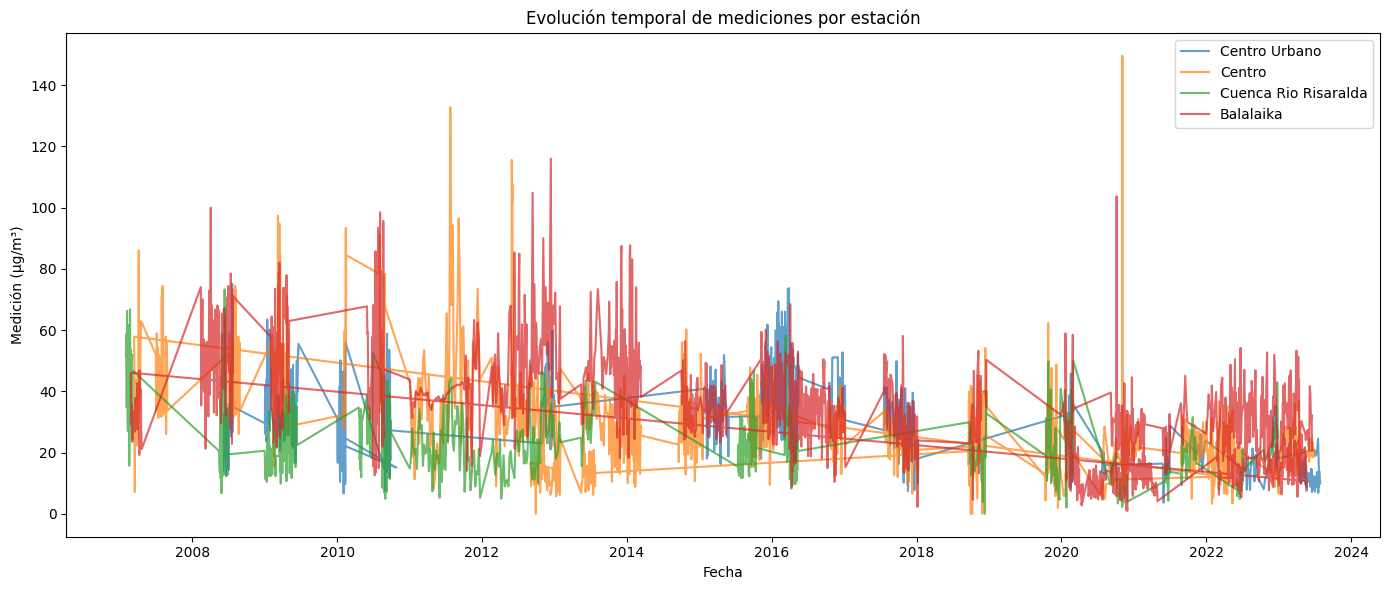 Evolución temporal de mediciones por estación
Centro Urbano
Centro
Cuenca Rio Risaralda
Balalaika
Medición (µg/m³)
140
120
100
80
60
40
20
0
2008 2010 2012 2014 2016 2018 2020 2022 2024
Fecha